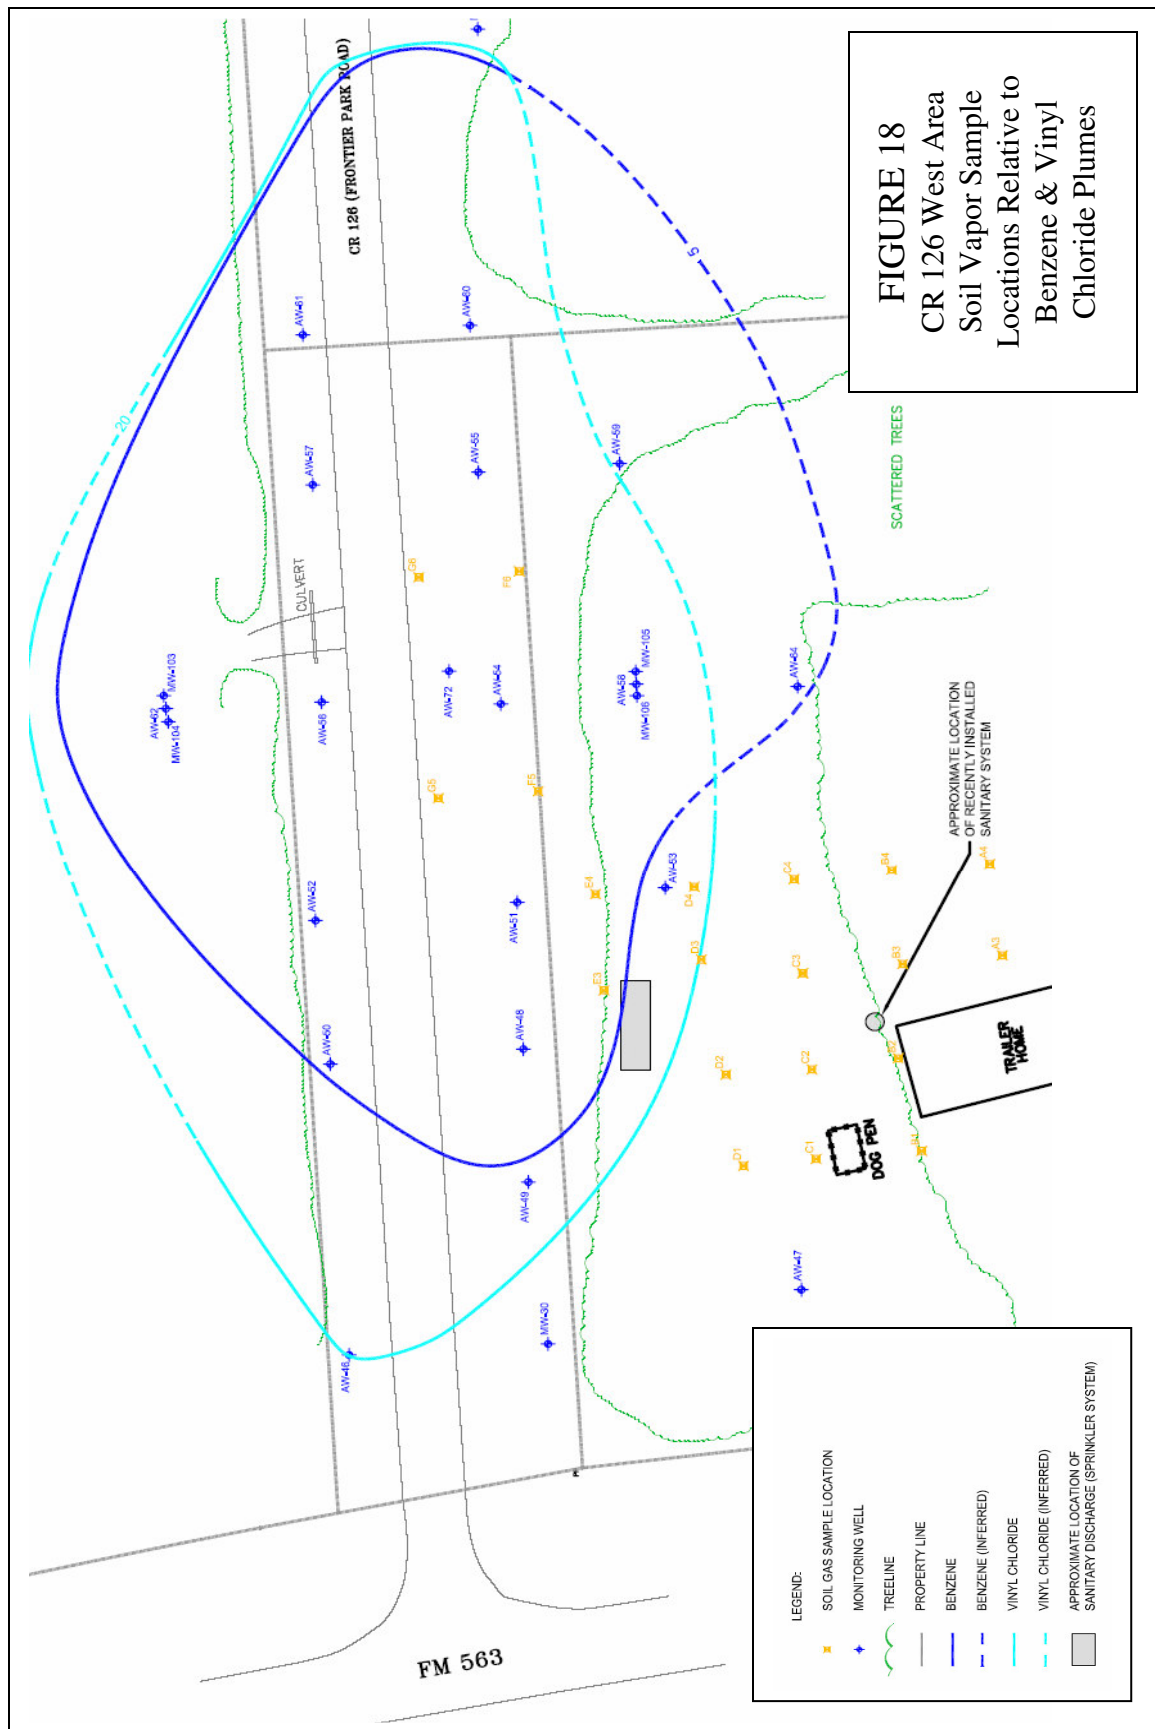 FIGURE 18
CR 126 West Area
Soil Vapor Sample
Locations Relative to
Benzene & Vinyl
Chloride Plumes
CR 126 (FRONTIER PARK ROAD)
AW-61
AW-60
5
20
AW-57
AW-55
AW-59
SCATTERED TREES
CULVERT
G6
F6
MW-103
AW-62
MW-104
AW-56
AW-72
AW-54
MW-105
AW-58
MW-106
AW-64
G5
F5
APPROXIMATE LOCATION
OF RECENTLY INSTALLED
SANITARY SYSTEM
AW-52
AW-51
E4
AW-53
D4
C4
B4
A4
E3
D3
C3
B3
A3
AW-50
AW-48
D2
C2
B2
TRAILER
HOME
AW-49
D1
C1
DOG PEN
B1
AW-47
AW-46
MW-30
FM 563
LEGEND:
SOIL GAS SAMPLE LOCATION
MONITORING WELL
TREELINE
PROPERTY LINE
BENZENE
BENZENE (INFERRED)
VINYL CHLORIDE
VINYL CHLORIDE (INFERRED)
APPROXIMATE LOCATION OF
SANITARY DISCHARGE (SPRINKLER SYSTEM)